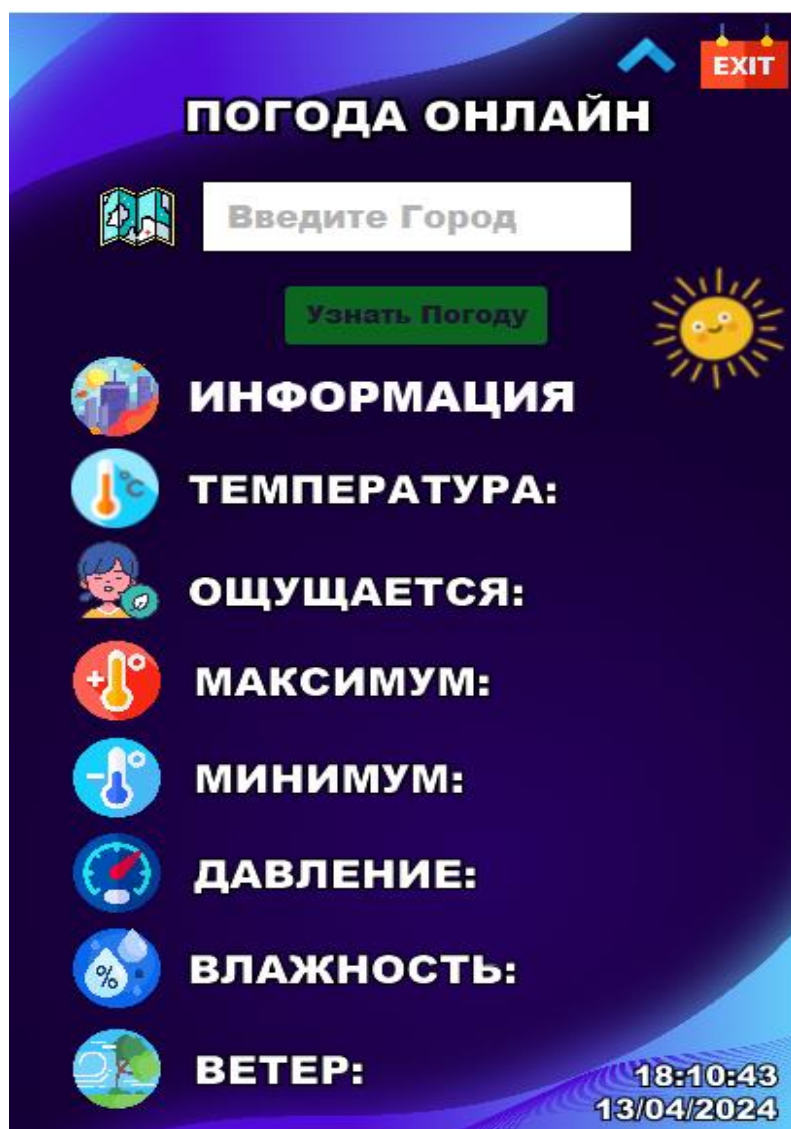 EXIT
ПОГОДА ОНЛАЙН
Введите Город
Узнать Погоду
ИНФОРМАЦИЯ
°C
ТЕМПЕРАТУРА:
ОЩУЩАЕТСЯ:
МАКСИМУМ:
МИНИМУМ:
ДАВЛЕНИЕ:
%
ВЛАЖНОСТЬ:
ВЕТЕР:
18:10:43
13/04/2024